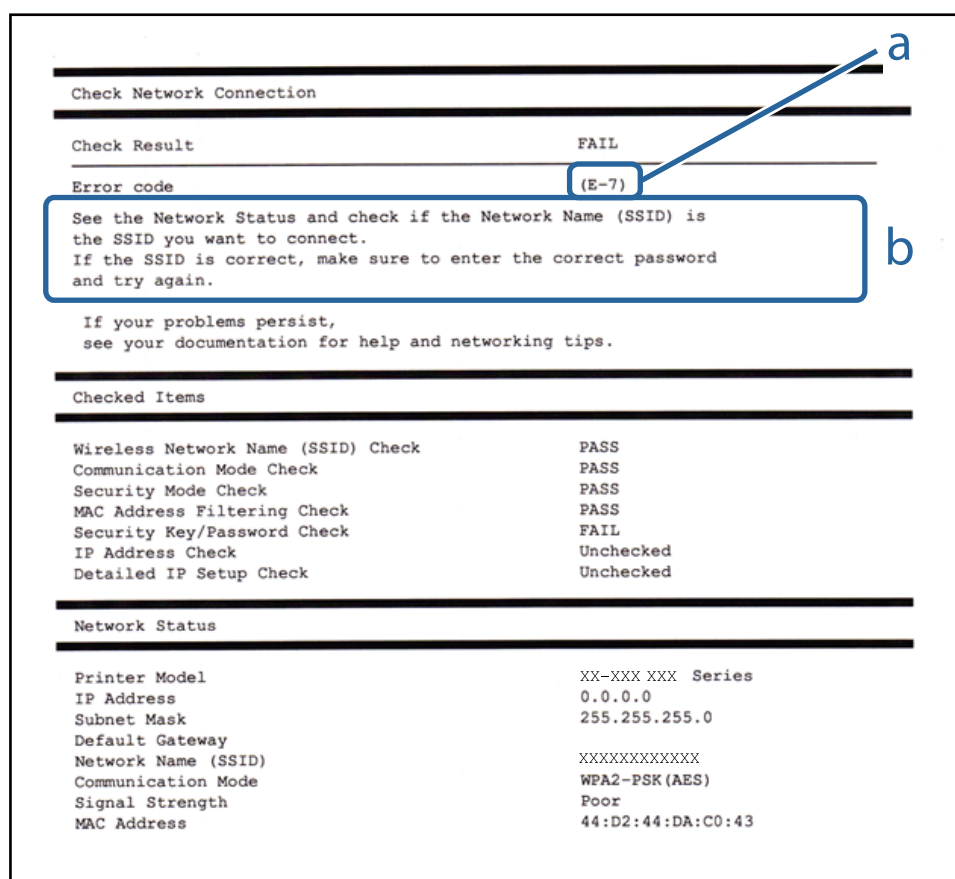 a
Check Network Connection
Check Result FAIL
Error code (E-7)
See the Network Status and check if the Network Name (SSID) is
the SSID you want to connect.
If the SSID is correct, make sure to enter the correct password
and try again.
b
If your problems persist,
see your documentation for help and networking tips.
Checked Items
Wireless Network Name (SSID) Check PASS
Communication Mode Check PASS
Security Mode Check PASS
MAC Address Filtering Check PASS
Security Key/Password Check FAIL
IP Address Check Unchecked
Detailed IP Setup Check Unchecked
Network Status
Printer Model XX-XXX XXX Series
IP Address 0.0.0.0
Subnet Mask 255.255.255.0
Default Gateway
Network Name (SSID) XXXXXXXXXXXX
Communication Mode WPA2-PSK(AES)
Signal Strength Poor
MAC Address 44:D2:44:DA:C0:43